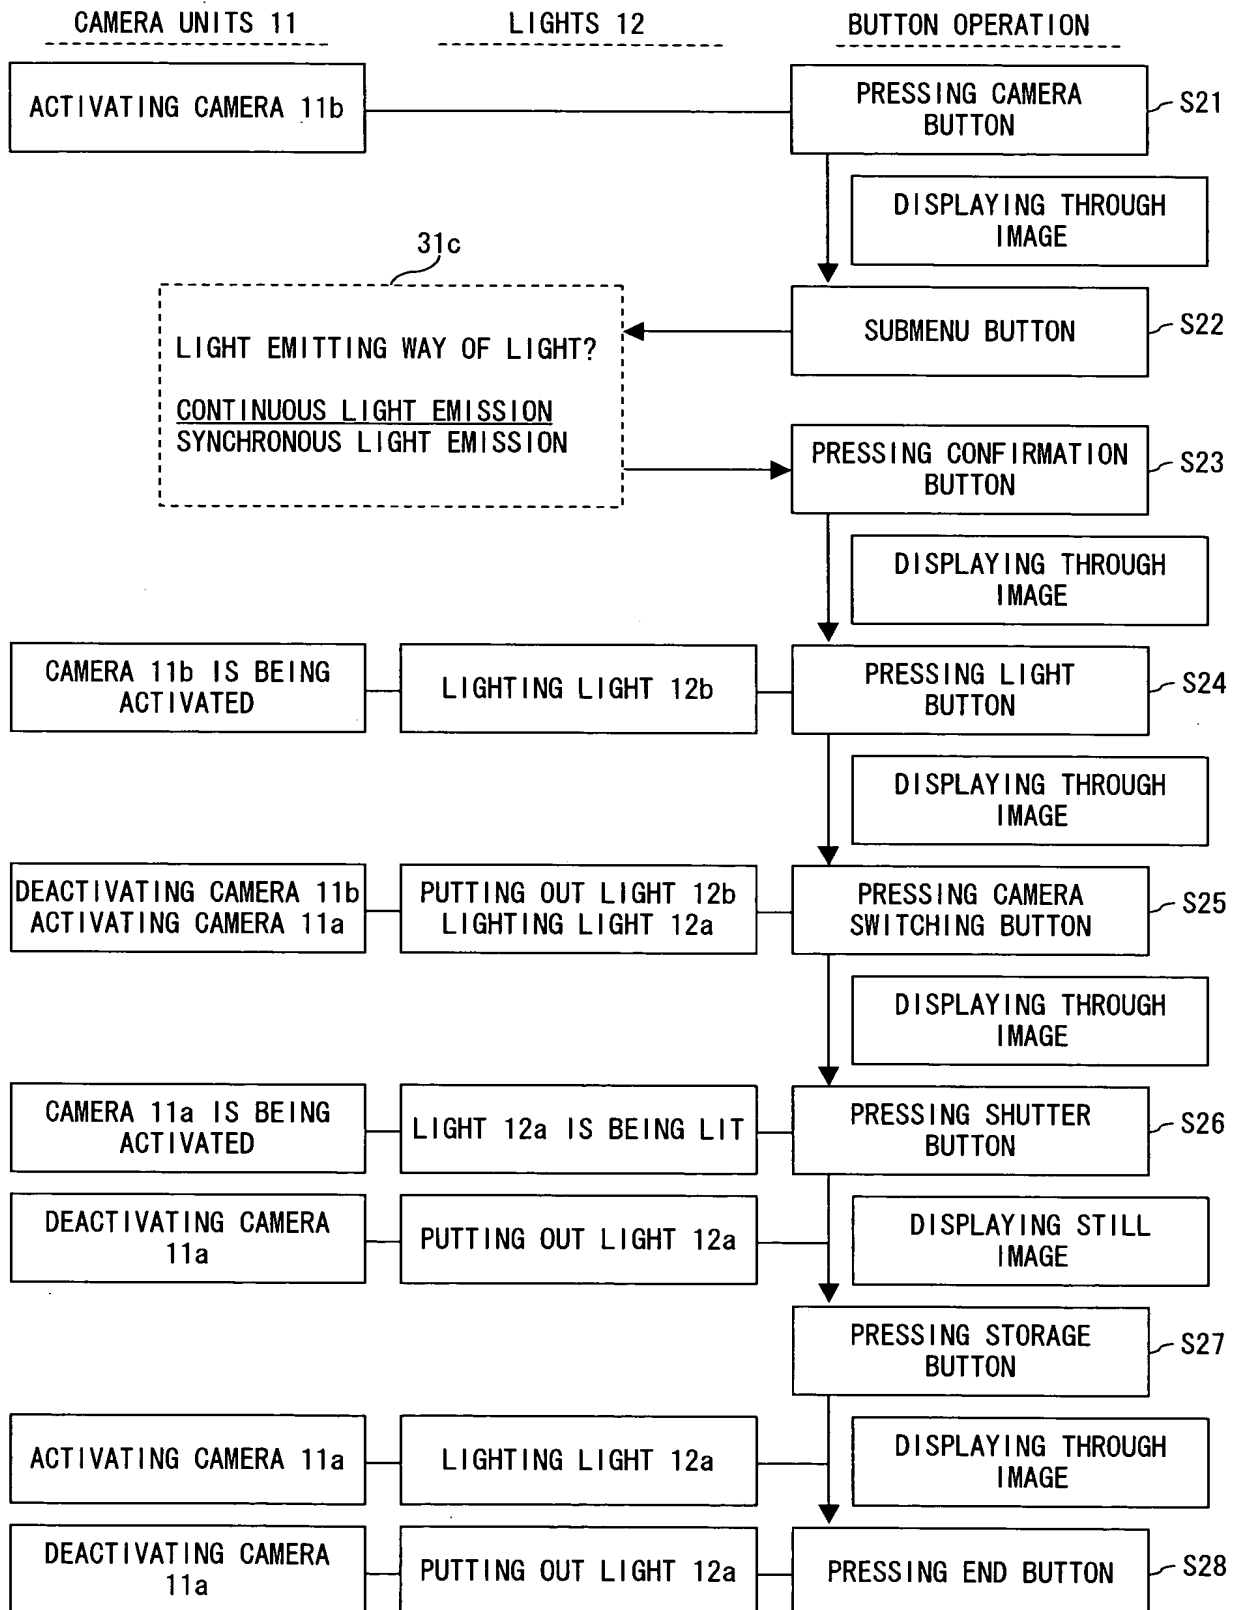 CAMERA UNITS 11
LIGHTS 12
BUTTON OPERATION
ACTIVATING CAMERA 11b
PRESSING CAMERA
BUTTON
S21
DISPLAYING THROUGH
IMAGE
31c
SUBMENU BUTTON
S22
LIGHT EMITTING WAY OF LIGHT?
CONTINUOUS LIGHT EMISSION
SYNCHRONOUS LIGHT EMISSION
PRESSING CONFIRMATION
BUTTON
S23
DISPLAYING THROUGH
IMAGE
CAMERA 11b IS BEING
ACTIVATED
LIGHTING LIGHT 12b
PRESSING LIGHT
BUTTON
S24
DISPLAYING THROUGH
IMAGE
DEACTIVATING CAMERA 11b
ACTIVATING CAMERA 11a
PUTTING OUT LIGHT 12b
LIGHTING LIGHT 12a
PRESSING CAMERA
SWITCHING BUTTON
S25
DISPLAYING THROUGH
IMAGE
CAMERA 11a IS BEING
ACTIVATED
LIGHT 12a IS BEING LIT
PRESSING SHUTTER
BUTTON
S26
DEACTIVATING CAMERA
11a
PUTTING OUT LIGHT 12a
DISPLAYING STILL
IMAGE
PRESSING STORAGE
BUTTON
S27
ACTIVATING CAMERA 11a
LIGHTING LIGHT 12a
DISPLAYING THROUGH
IMAGE
DEACTIVATING CAMERA
11a
PUTTING OUT LIGHT 12a
PRESSING END BUTTON
S28